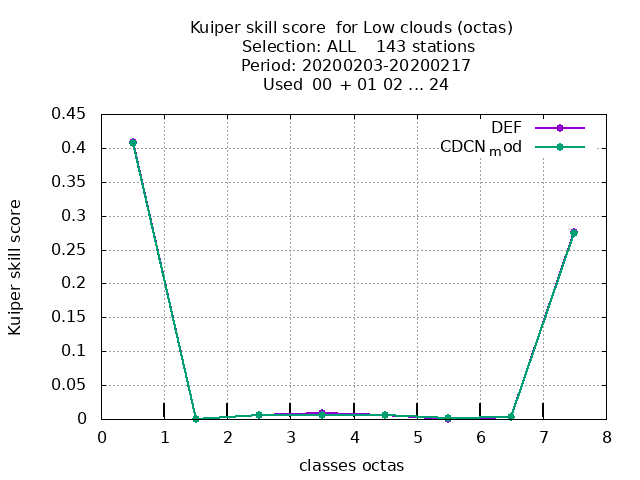 Kuiper skill score  for Low clouds (octas)
Selection: ALL    143 stations
Period: 20200203-20200217
Used  00 + 01 02 ... 24
DEF
CDCNmod
0.45
0.4
0.35
0.3
0.25
0.2
0.15
0.1
0.05
0
Kuiper skill score
0 1 2 3 4 5 6 7 8
classes octas